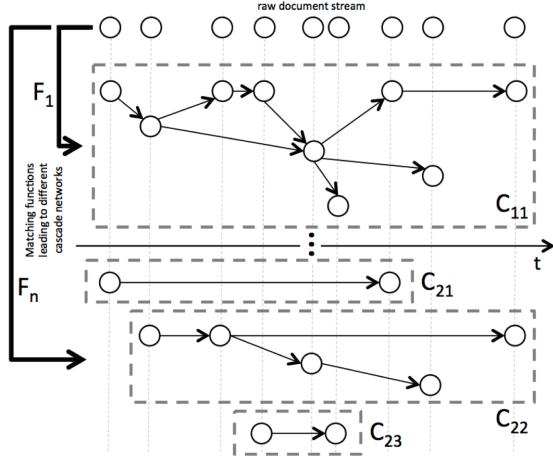 raw document stream
F1
Matching functions
leading to different
cascade networks
C11
t
Fn
C21
C22
C23